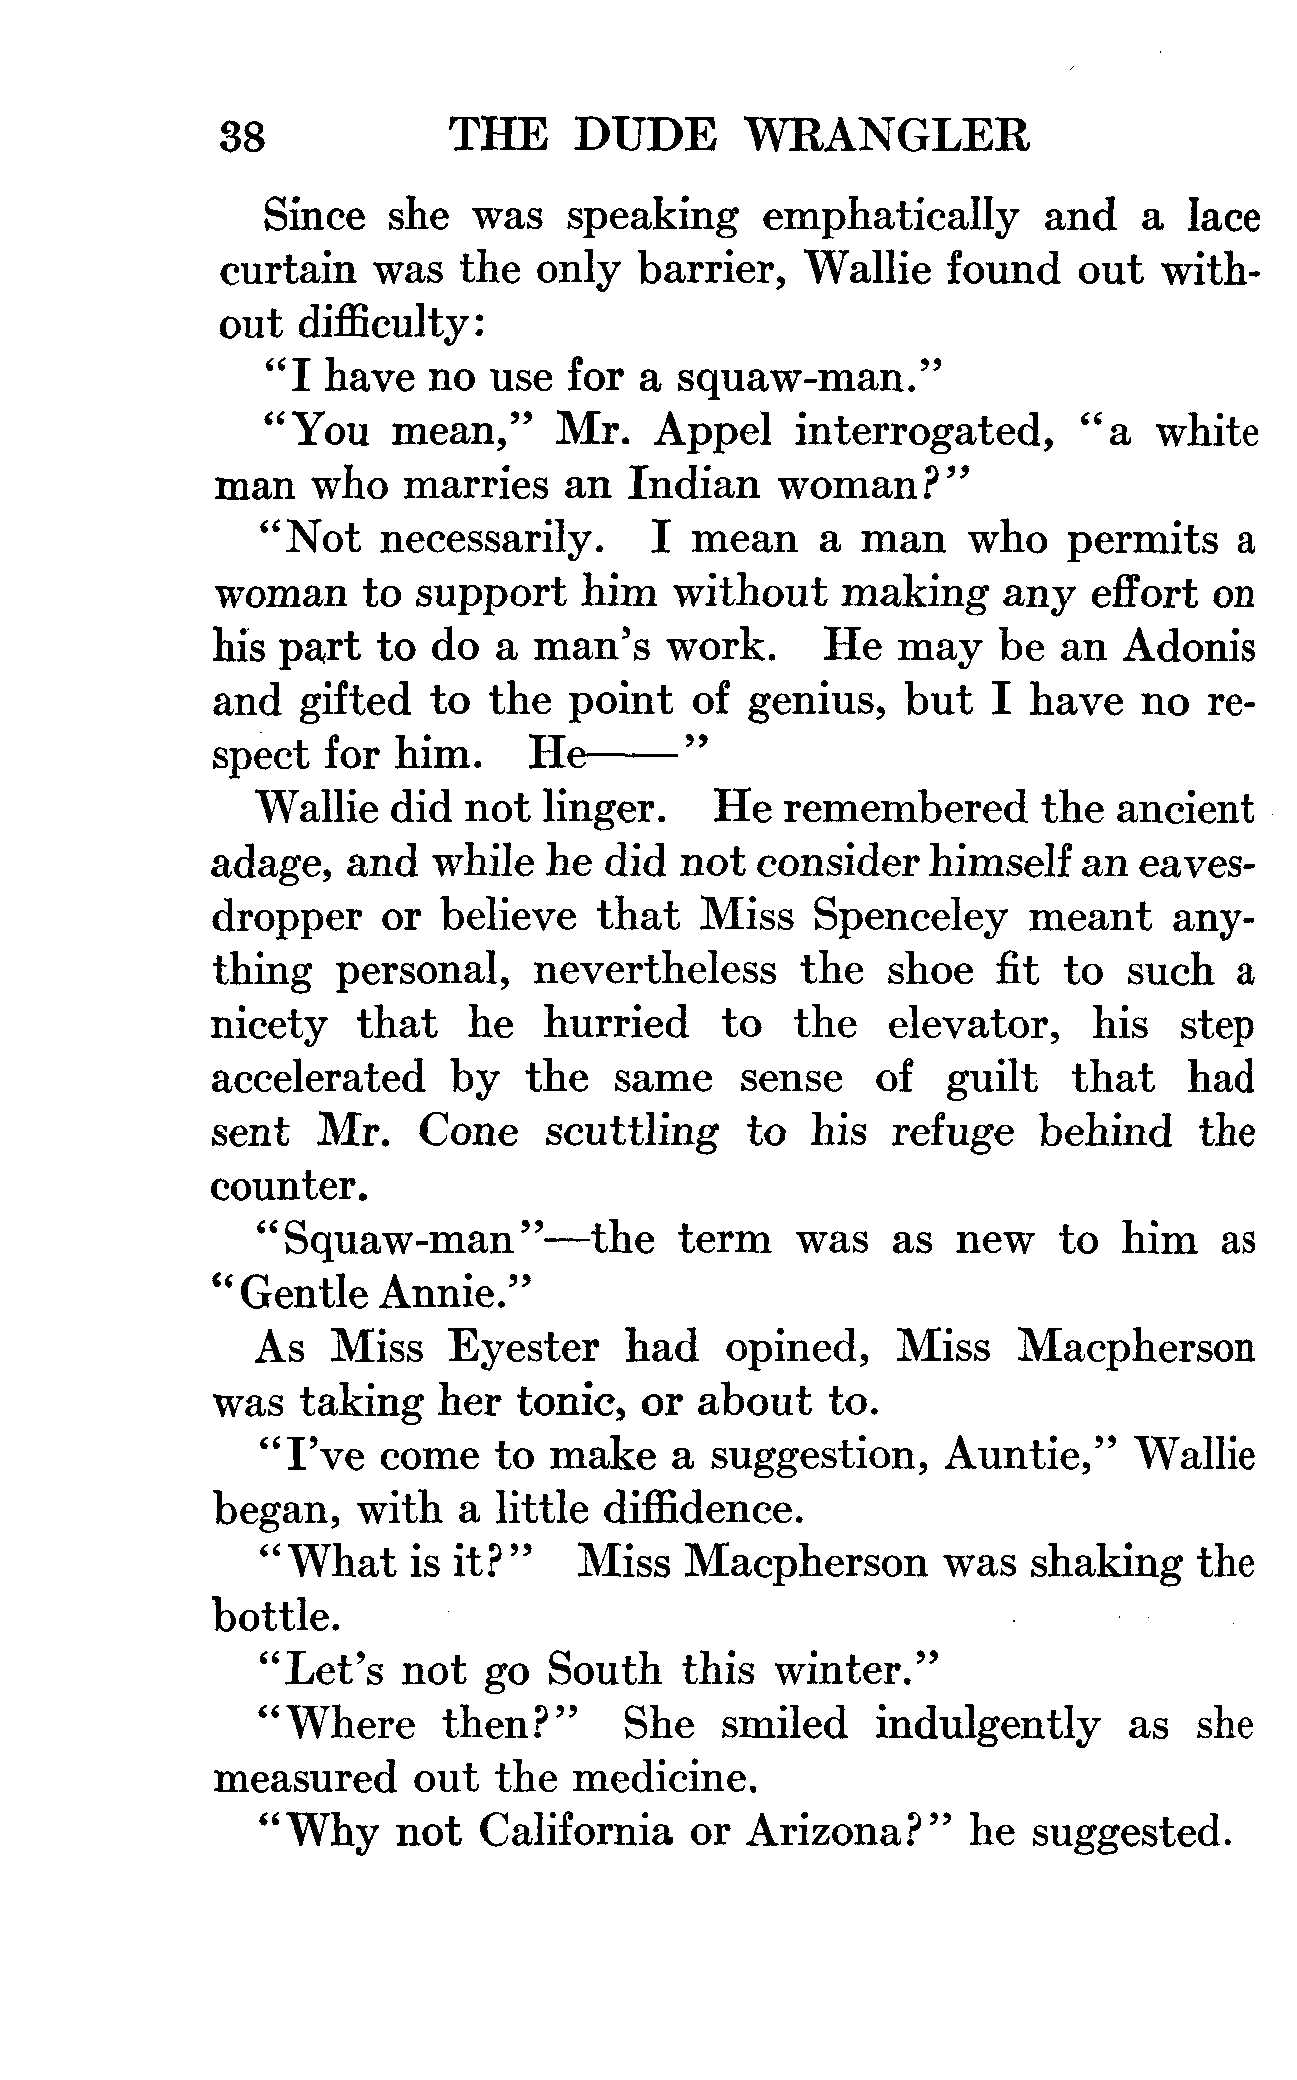 38 THE DUDE WRANGLER
Since she was speaking emphatically and a lace
curtain was the only barrier, Wallie found out with-
out difficulty:
“I have no use for a squaw-man.”
“You mean,” Mr. Appel interrogated, “a white
man who marries an Indian woman?”
“Not necessarily. I mean a man who permits a
woman to support him without making any effort on
his part to do a man’s work. He may be an Adonis
and gifted to the point of genius, but I have no re-
spect for him. He——”
Wallie did not linger. He remembered the ancient
adage, and while he did not consider himself an eaves-
dropper or believe that Miss Spenceley meant any-
thing personal, nevertheless the shoe fit to such a
nicety that he hurried to the elevator, his step
accelerated by the same sense of guilt that had
sent Mr. Cone scuttling to his refuge behind the
counter.
“Squaw-man”—the term was as new to him as
“Gentle Annie.”
As Miss Eyester had opined, Miss Macpherson
was taking her tonic, or about to.
“I’ve come to make a suggestion, Auntie,” Wallie
began, with a little diffidence.
“What is it?” Miss Macpherson was shaking the
bottle.
“Let’s not go South this winter.”
“Where then?” She smiled indulgently as she
measured out the medicine.
“Why not California or Arizona?” he suggested.